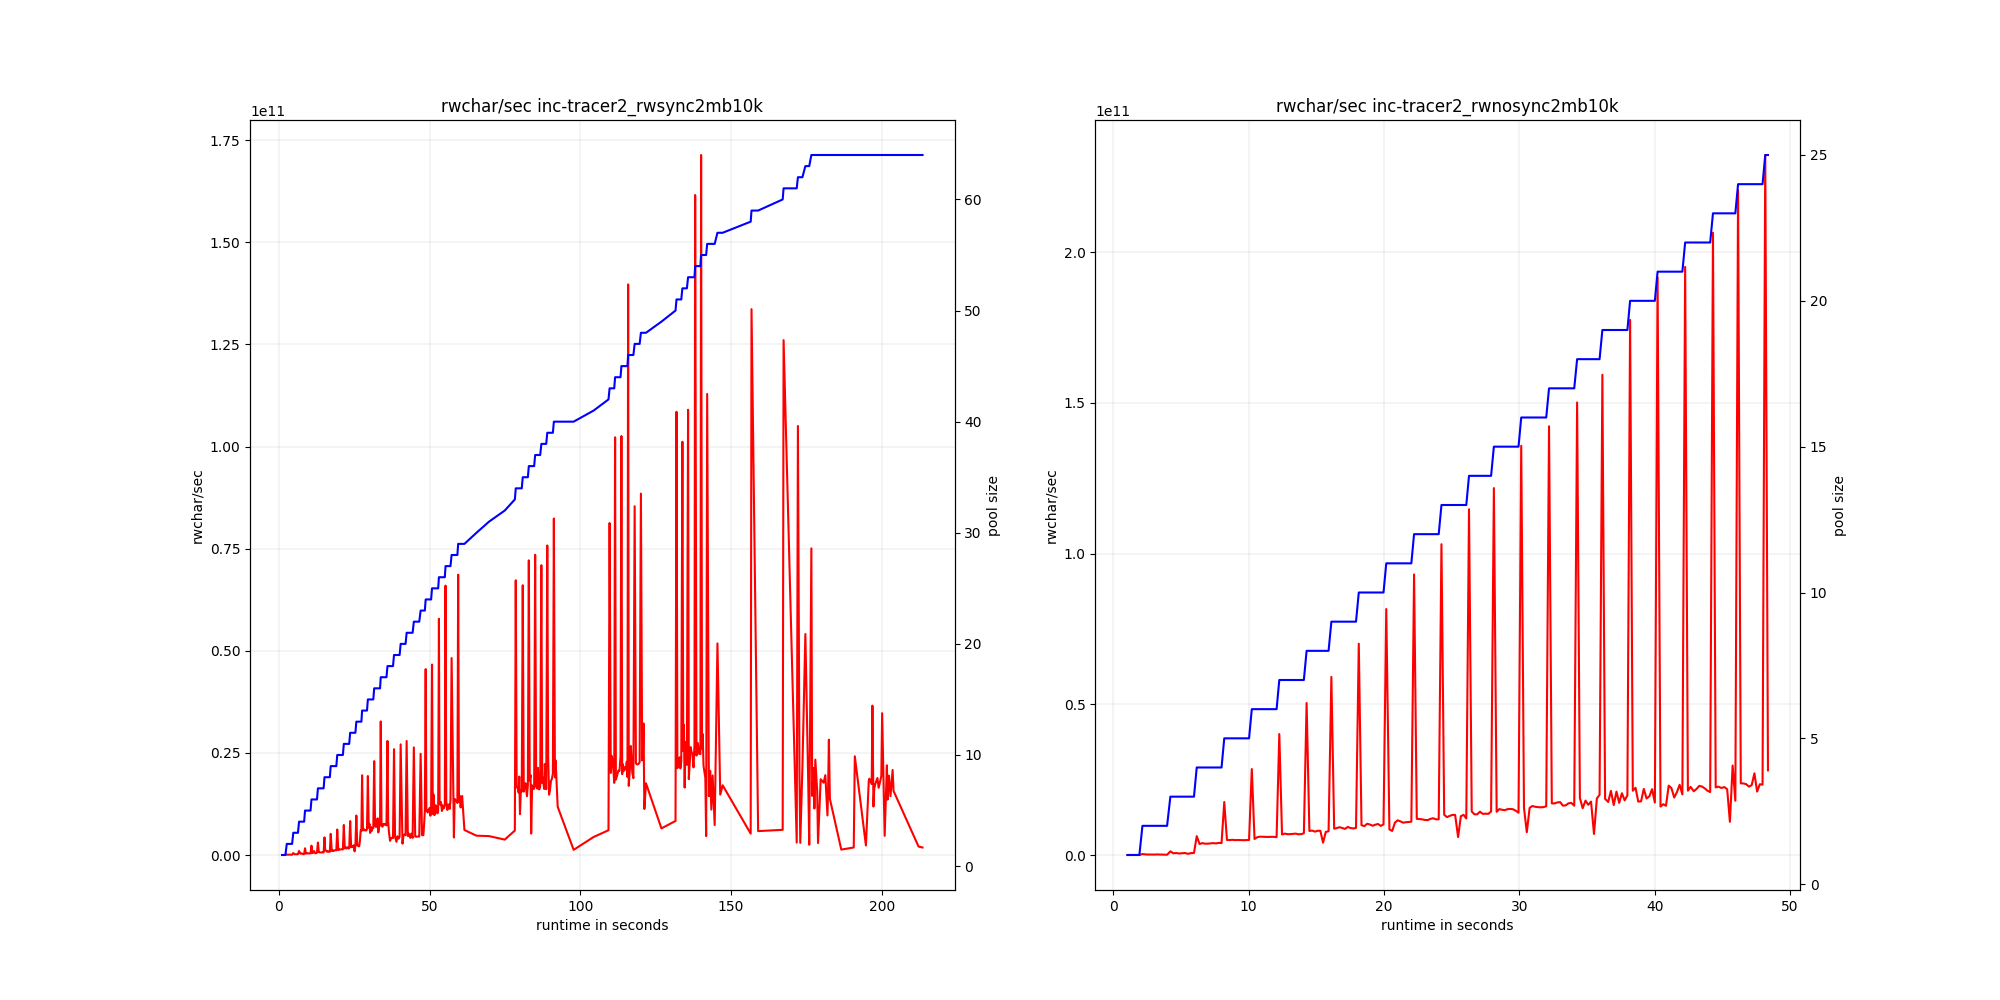 rwchar/sec inc-tracer2_rwsync2mb10k
1e11
1.75
1.50
1.25
1.00
0.75
0.50
0.25
0.00
rwchar/sec
60
50
40
30
20
10
0
pool size
0 50 100 150 200
runtime in seconds
rwchar/sec inc-tracer2_rwnosync2mb10k
1e11
2.0
1.5
1.0
0.5
0.0
rwchar/sec
25
20
15
10
5
0
pool size
0 10 20 30 40 50
runtime in seconds